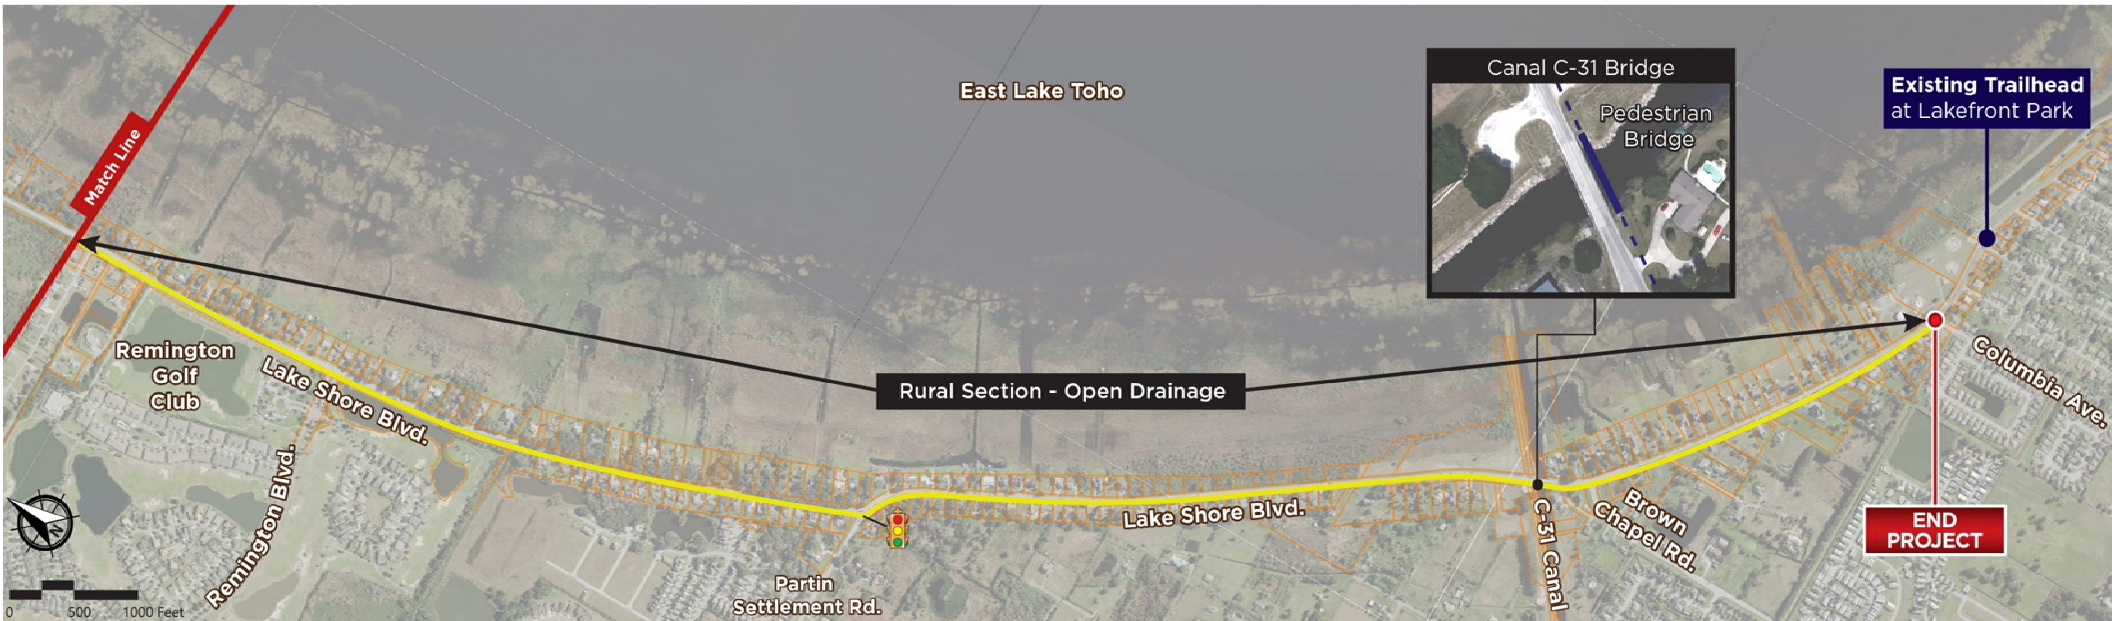 Match Line
East Lake Toho
Canal C-31 Bridge
Pedestrian
Bridge
Existing Trailhead
at Lakefront Park
Remington
Golf
Club
Lake Shore Blvd.
Rural Section - Open Drainage
Columbia Ave.
Remington Blvd.
Lake Shore Blvd.
Brown
Chapel Rd.
C-31 Canal
END
PROJECT
Partin
Settlement Rd.
0 500 1000 Feet